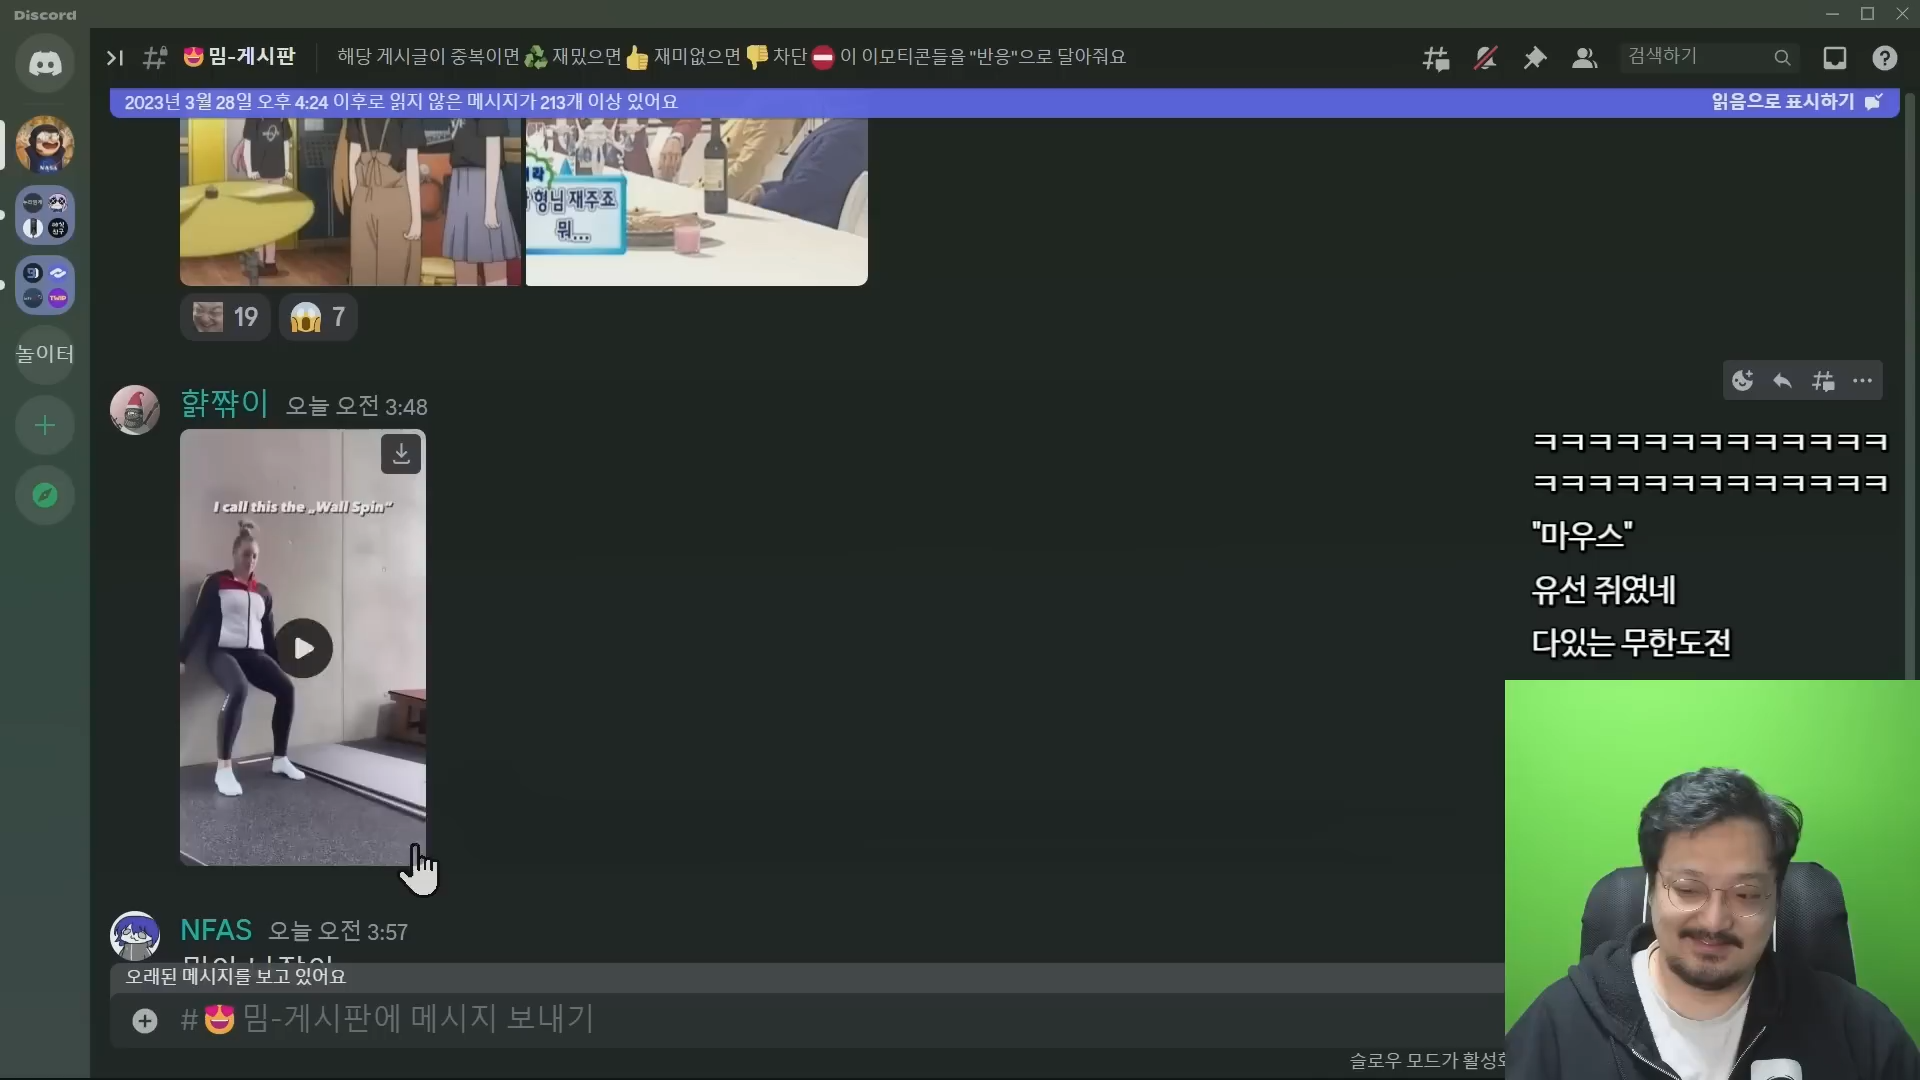 Discord
밈-게시판
해당 게시글이 중복이면 재밌으면 재미없으면 차단 이 이모티콘들을 "반응"으로 달아줘요
검색하기
2023년 3월 28일 오후 4:24 이후로 읽지 않은 메시지가 213개 이상 있어요
읽음으로 표시하기
형님 재주죠
뭐...
19
7
놀이터
햙쨖이 오늘 오전 3:48
I call this the „Wall Spin"
ㅋㅋㅋㅋㅋㅋㅋㅋㅋㅋㅋㅋㅋ
ㅋㅋㅋㅋㅋㅋㅋㅋㅋㅋㅋㅋㅋ
"마우스"
유선 쥐였네
다있는 무한도전
NFAS 오늘 오전 3:57
오래된 메시지를 보고 있어요
# 밈-게시판에 메시지 보내기
슬로우 모드가